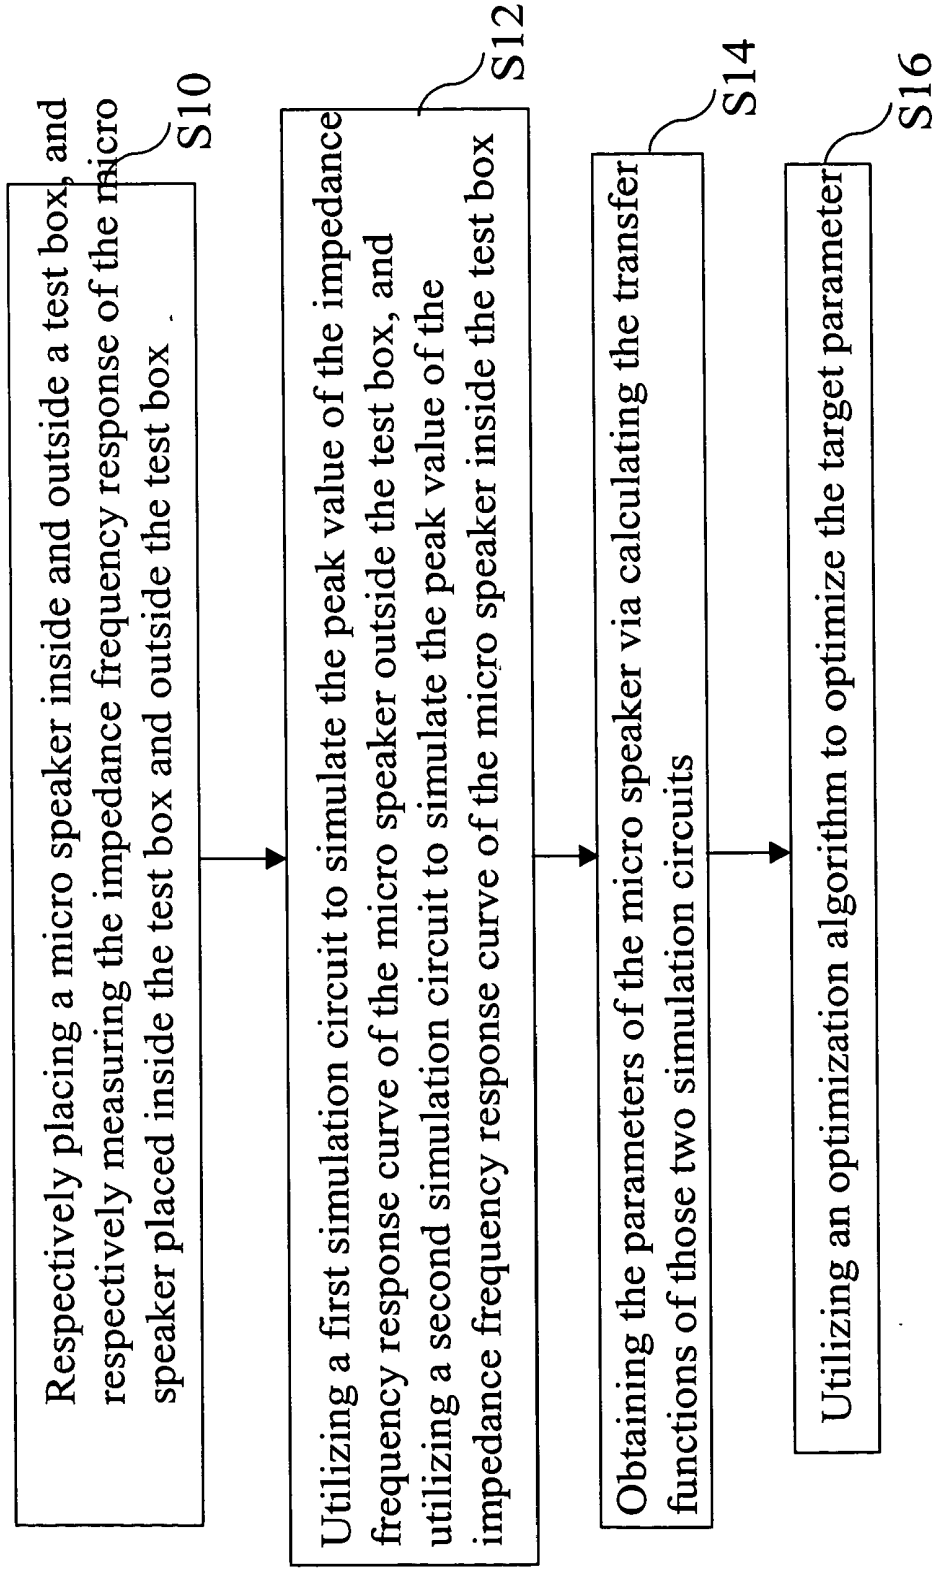 Respectively placing a micro speaker inside and outside a test box, and
respectively measuring the impedance frequency response of the micro
speaker placed inside the test box and outside the test box
S10
Utilizing a first simulation circuit to simulate the peak value of the impedance
frequency response curve of the micro speaker outside the test box, and
utilizing a second simulation circuit to simulate the peak value of the
impedance frequency response curve of the micro speaker inside the test box
S12
Obtaining the parameters of the micro speaker via calculating the transfer
functions of those two simulation circuits
S14
Utilizing an optimization algorithm to optimize the target parameter
S16